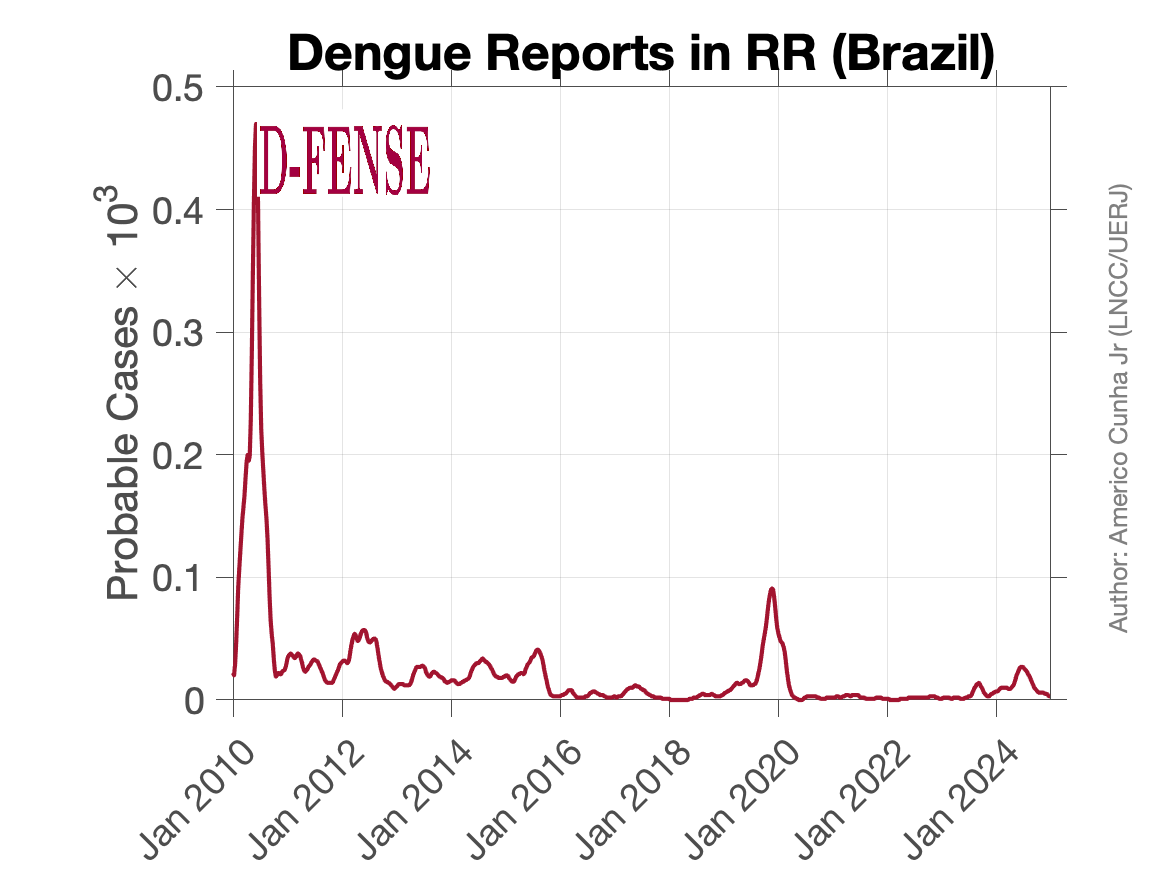 Dengue Reports in RR (Brazil)
D-FENSE
Probable Cases × 10³
0.5
0.4
0.3
0.2
0.1
0
Jan 2010
Jan 2012
Jan 2014
Jan 2016
Jan 2018
Jan 2020
Jan 2022
Jan 2024
Author: Americo Cunha Jr (LNCC/UERJ)